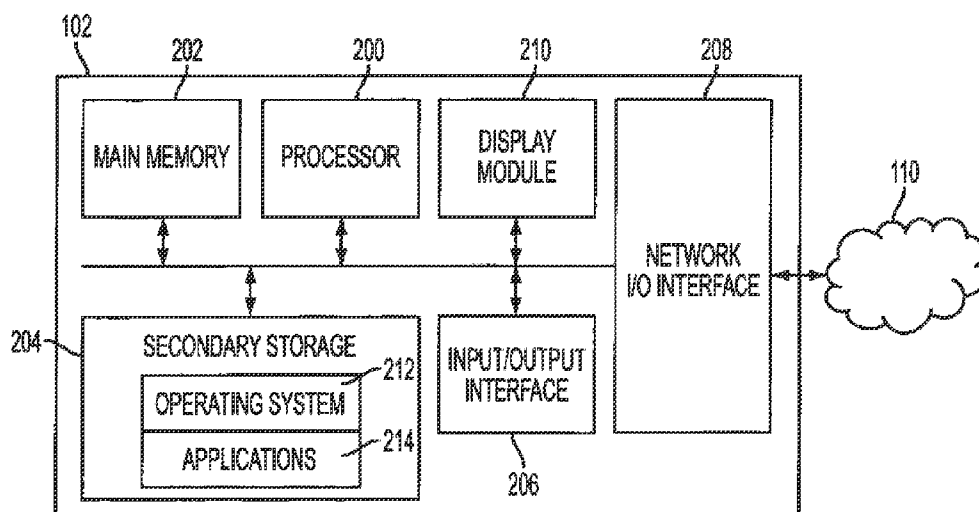 102
202
200
210
208
MAIN MEMORY
PROCESSOR
DISPLAY
MODULE
110
NETWORK
I/O INTERFACE
204
SECONDARY STORAGE
212
OPERATING SYSTEM
214
APPLICATIONS
INPUT/OUTPUT
INTERFACE
206